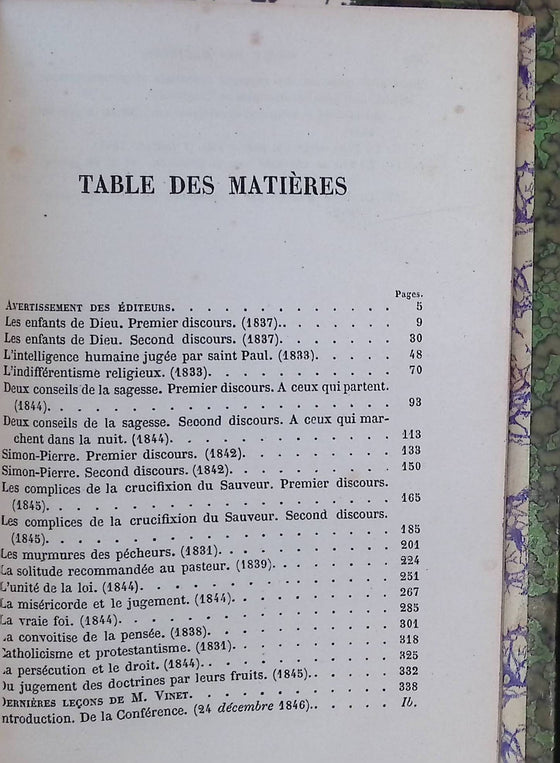 TABLE DES MATIÈRES
Pages.
AVERTISSEMENT DES ÉDITEURS. . . . . . . . . . . . . 5
Les enfants de Dieu. Premier discours. (1837).. . . . . . . 9
Les enfants de Dieu. Second discours. (1837). . . . . . . 30
L'intelligence humaine jugée par saint Paul. (1833). . . . . 48
L'indifférentisme religieux. (1833). . . . . . . . . . . 70
Deux conseils de la sagesse. Premier discours. A ceux qui partent.
(1844). . . . . . . . . . . . . . . . . . . . 93
Deux conseils de la sagesse. Second discours. A ceux qui mar-
chent dans la nuit. (1844). . . . . . . . . . . . . 113
Simon-Pierre. Premier discours. (1842). . . . . . . . . 133
Simon-Pierre. Second discours. (1842). . . . . . . . . 150
Les complices de la crucifixion du Sauveur. Premier discours.
(1845). . . . . . . . . . . . . . . . . . . . 165
Les complices de la crucifixion du Sauveur. Second discours.
(1845). . . . . . . . . . . . . . . . . . . . 185
Les murmures des pécheurs. (1831). . . . . . . . . . 201
La solitude recommandée au pasteur. (1839). . . . . . . 224
L'unité de la loi. (1844). . . . . . . . . . . . . . 251
La miséricorde et le jugement. (1844). . . . . . . . . 267
La vraie foi. (1844). . . . . . . . . . . . . . . 285
La convoitise de la pensée. (1838). . . . . . . . . . 301
Catholicisme et protestantisme. (1831). . . . . . . . . 318
La persécution et le droit. (1844).. . . . . . . . . . 325
Du jugement des doctrines par leurs fruits. (1845).. . . . . 332
DERNIÈRES LEÇONS DE M. VINET. . . . . . . . . . . 338
ntroduction. De la Conférence. (24 décembre 1846).. . . . . Ib.